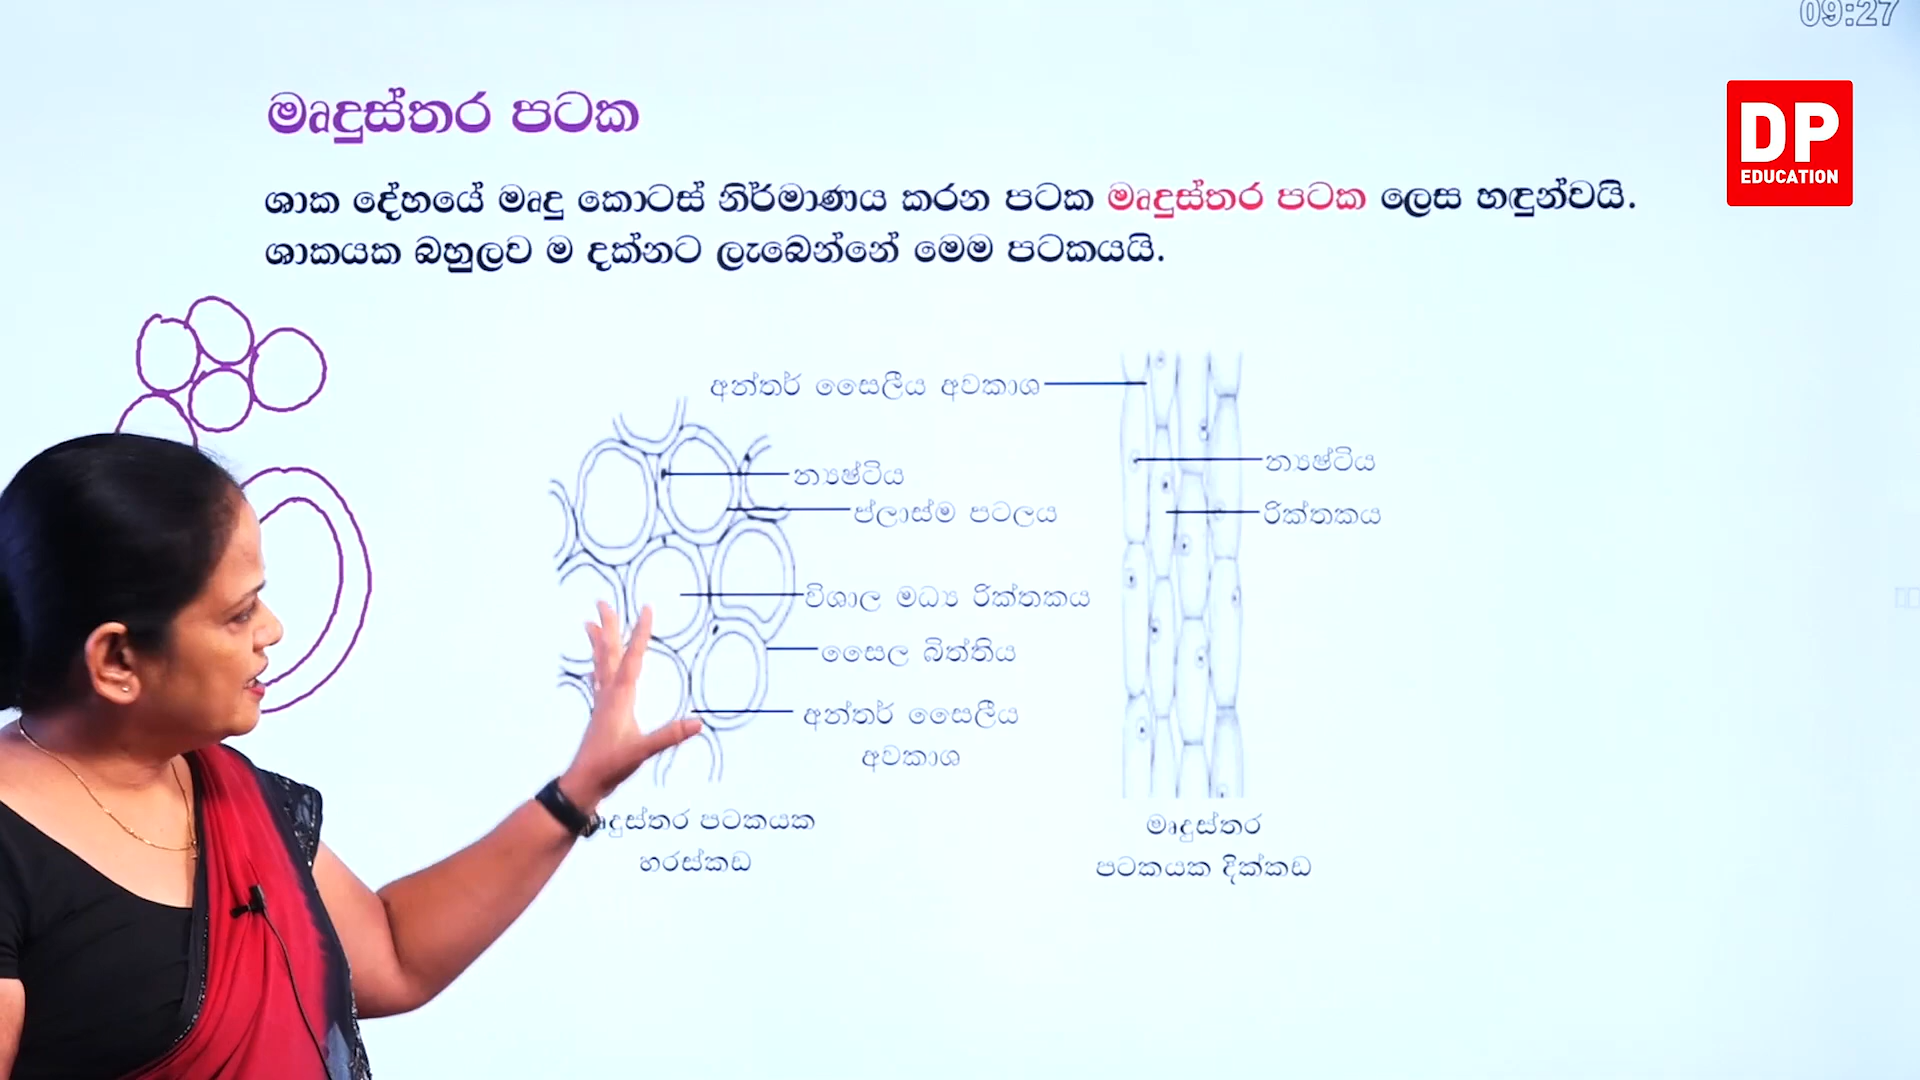 09:27
මෘදුස්තර පටක
DP
EDUCATION
ශාක දේහයේ මෘදු කොටස් නිර්මාණය කරන පටක මෘදුස්තර පටක ලෙස හඳුන්වයි.
ශාකයක බහුලව ම දක්නට ලැබෙන්නේ මෙම පටකයයි.
අන්තර් සෛලීය අවකාශ
න්‍යෂ්ටිය
ප්ලාස්ම පටලය
විශාල මධ්‍ය රික්තකය
සෛල බිත්තිය
අන්තර් සෛලීය
අවකාශ
පටකයක
හරස්කඩ
න්‍යෂ්ටිය
රික්තකය
මෘදුස්තර
පටකයක දික්කඩ